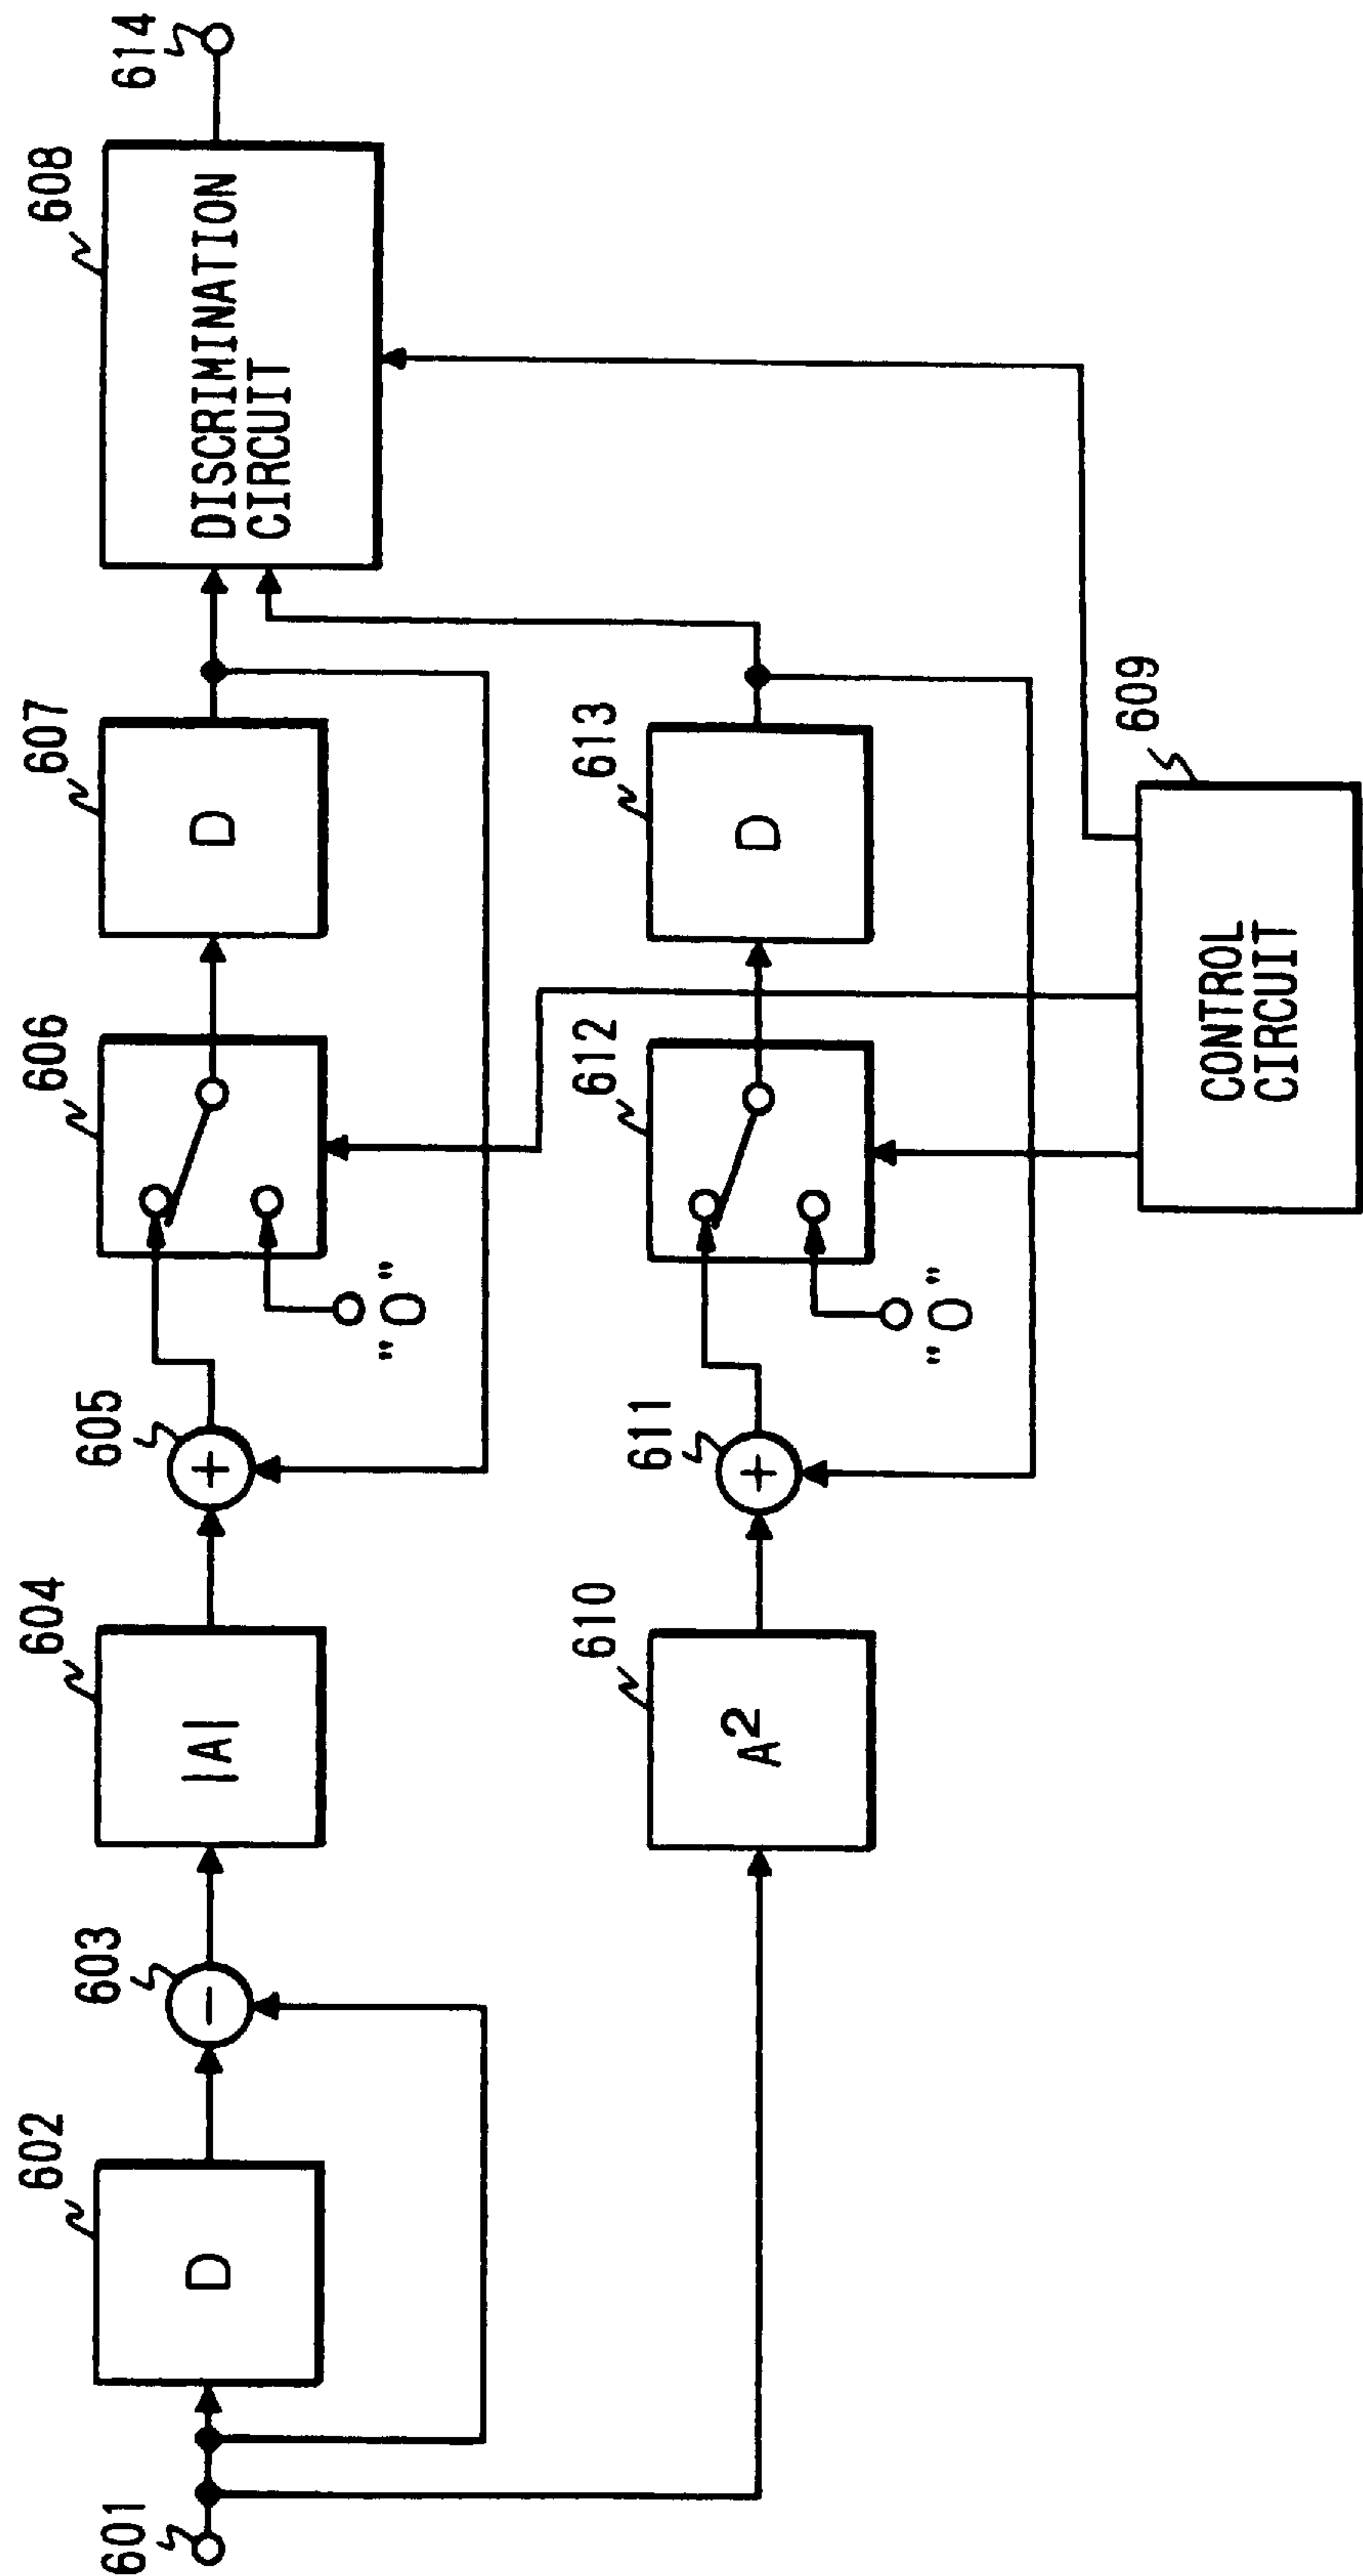 601
602
D
603
−
604
|A|
605
+
606
"0"
607
D
608
DISCRIMINATION
CIRCUIT
614
610
A²
611
+
612
"0"
613
D
609
CONTROL
CIRCUIT